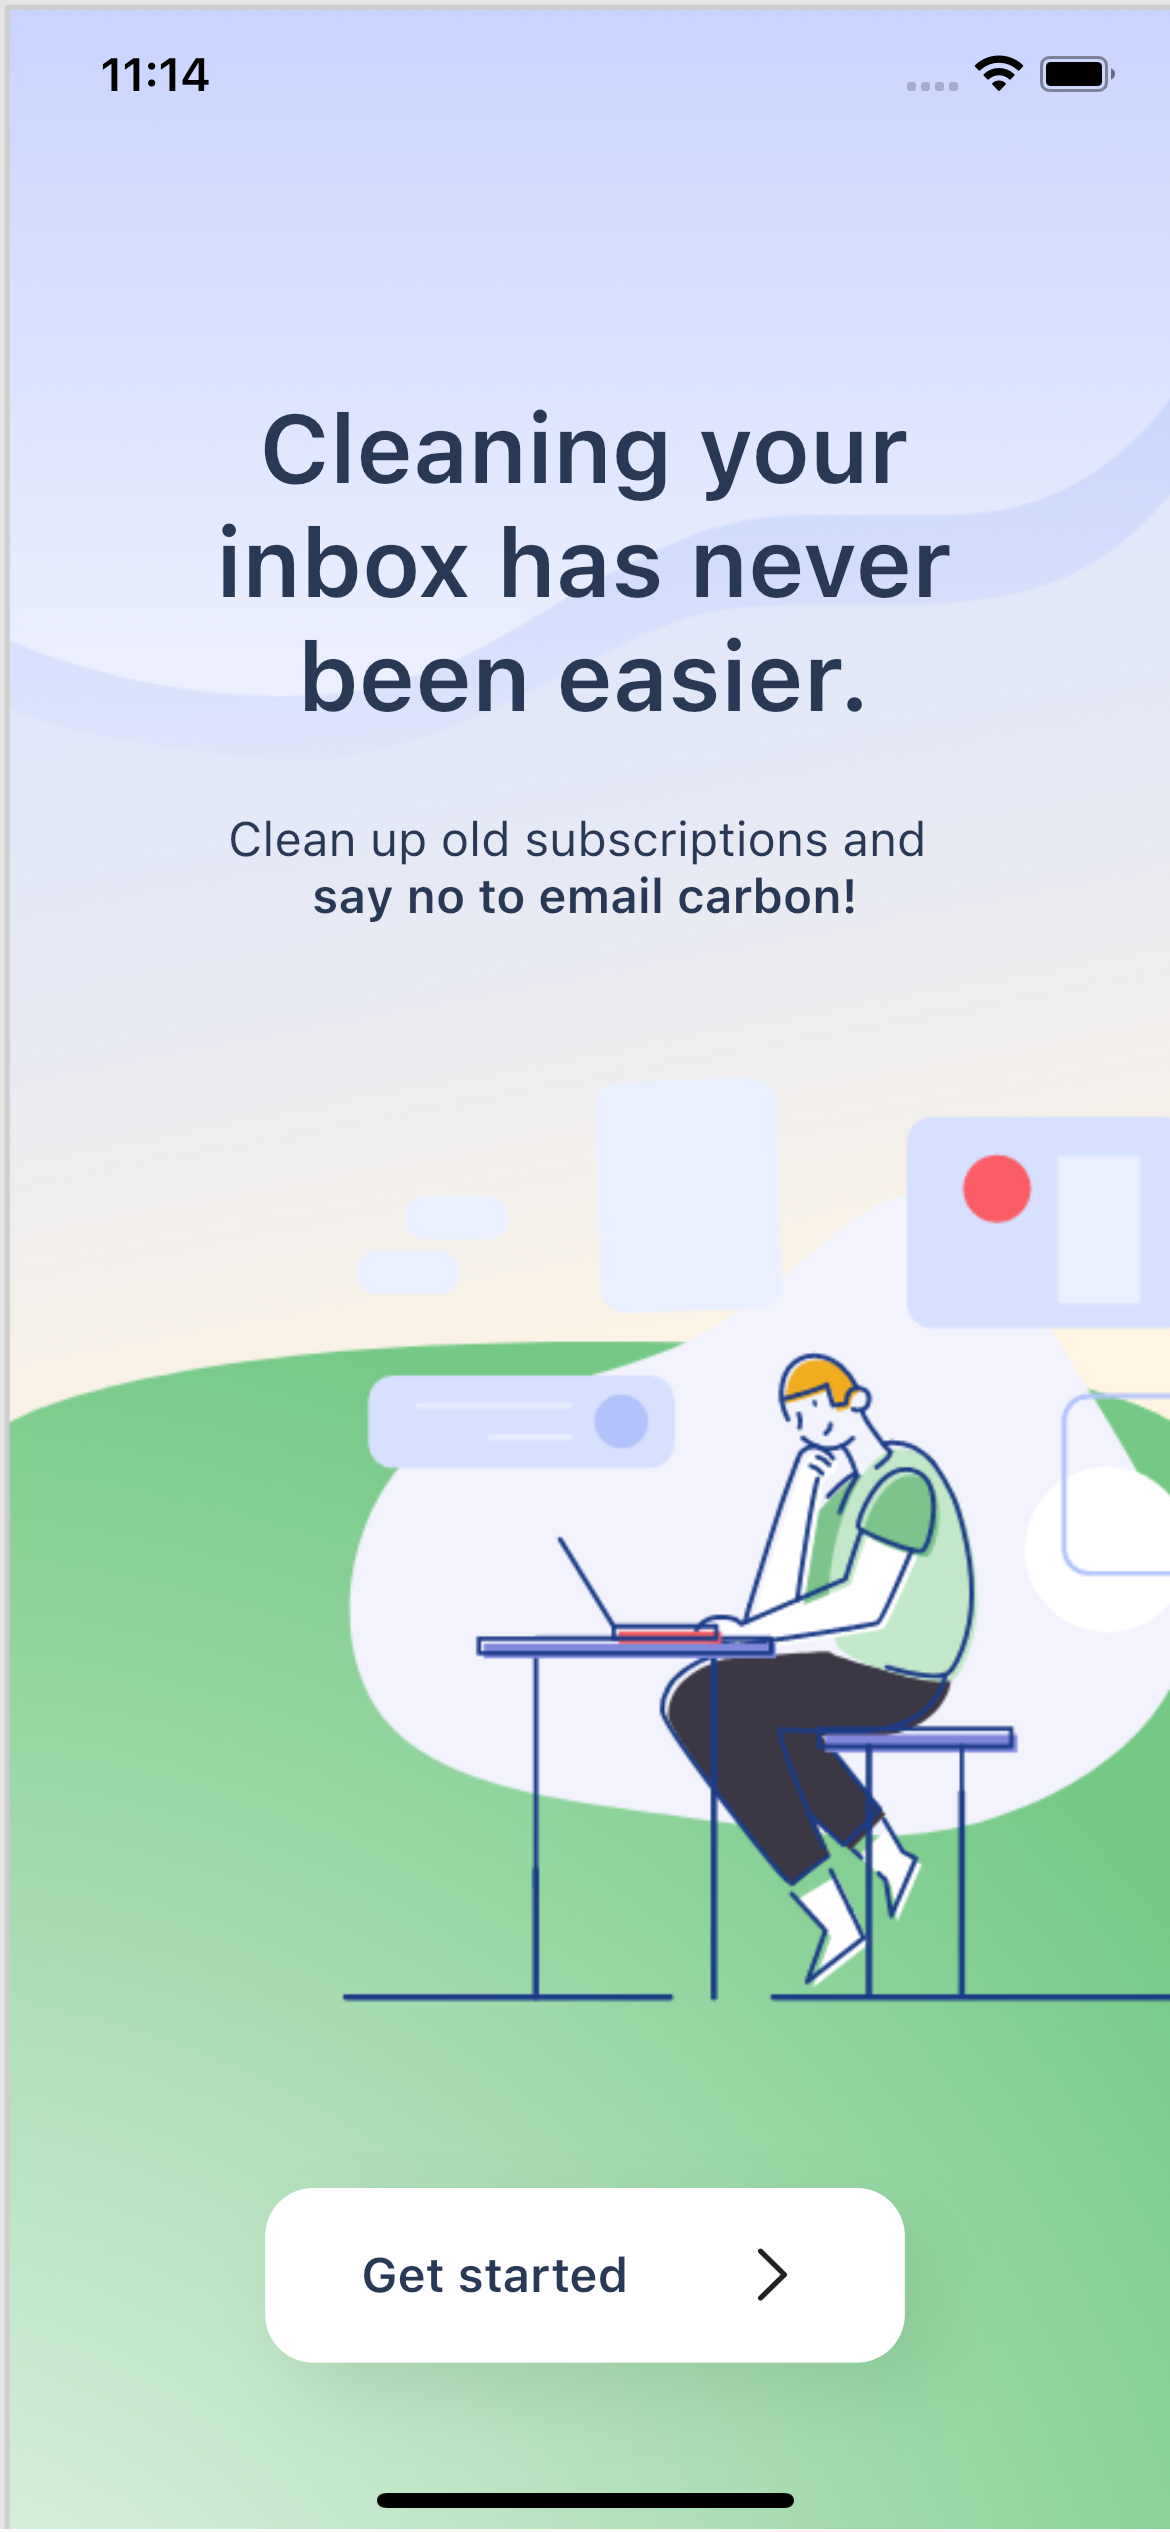 11:14
Cleaning your
inbox has never
been easier.
Clean up old subscriptions and
say no to email carbon!
Get started